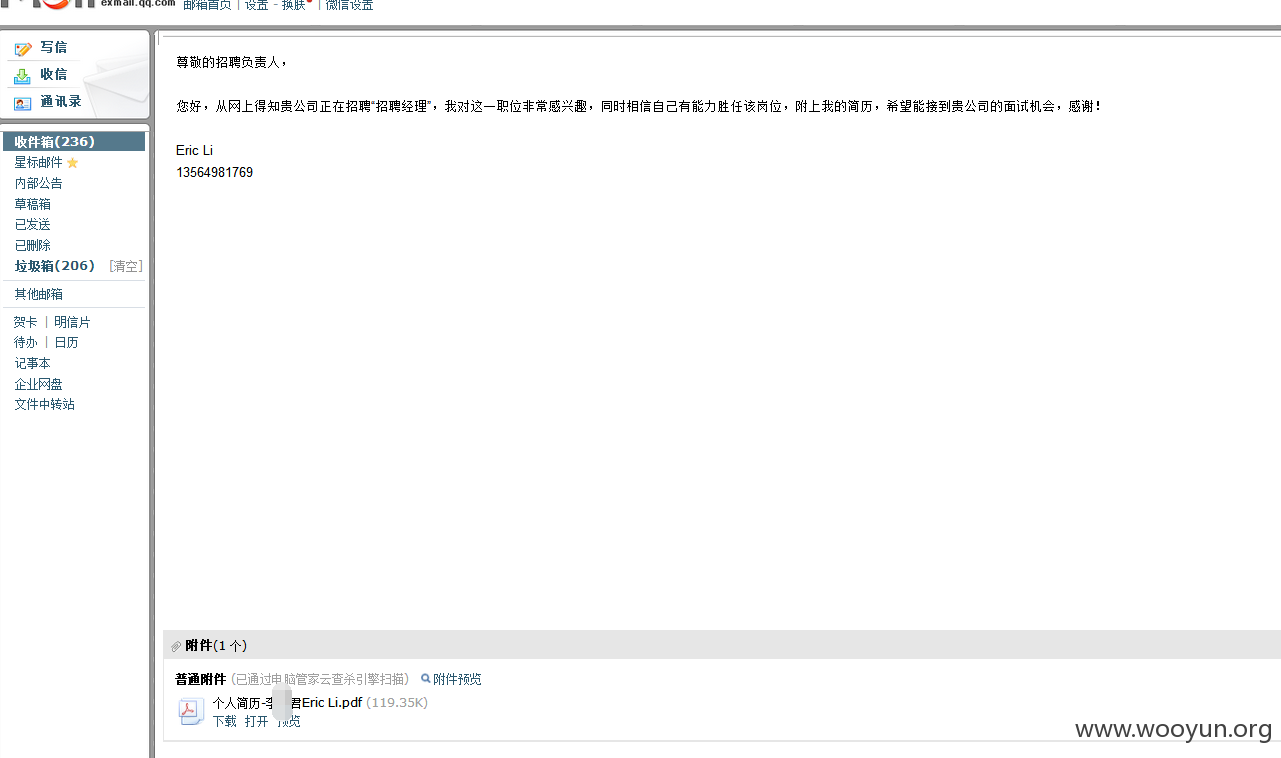 exmail.qq.com 邮箱首页 | 设置 - 换肤 | 微信设置
写信
收信
通讯录
收件箱(236)
星标邮件
内部公告
草稿箱
已发送
已删除
垃圾箱(206) [清空]
其他邮箱
贺卡 | 明信片
待办 | 日历
记事本
企业网盘
文件中转站
尊敬的招聘负责人，
您好，从网上得知贵公司正在招聘“招聘经理”，我对这一职位非常感兴趣，同时相信自己有能力胜任该岗位，附上我的简历，希望能接到贵公司的面试机会，感谢！
Eric Li
13564981769
附件(1 个)
普通附件 (已通过电脑管家云查杀引擎扫描) 附件预览
个人简历-李 君Eric Li.pdf (119.35K)
下载 打开 预览
www.wooyun.org